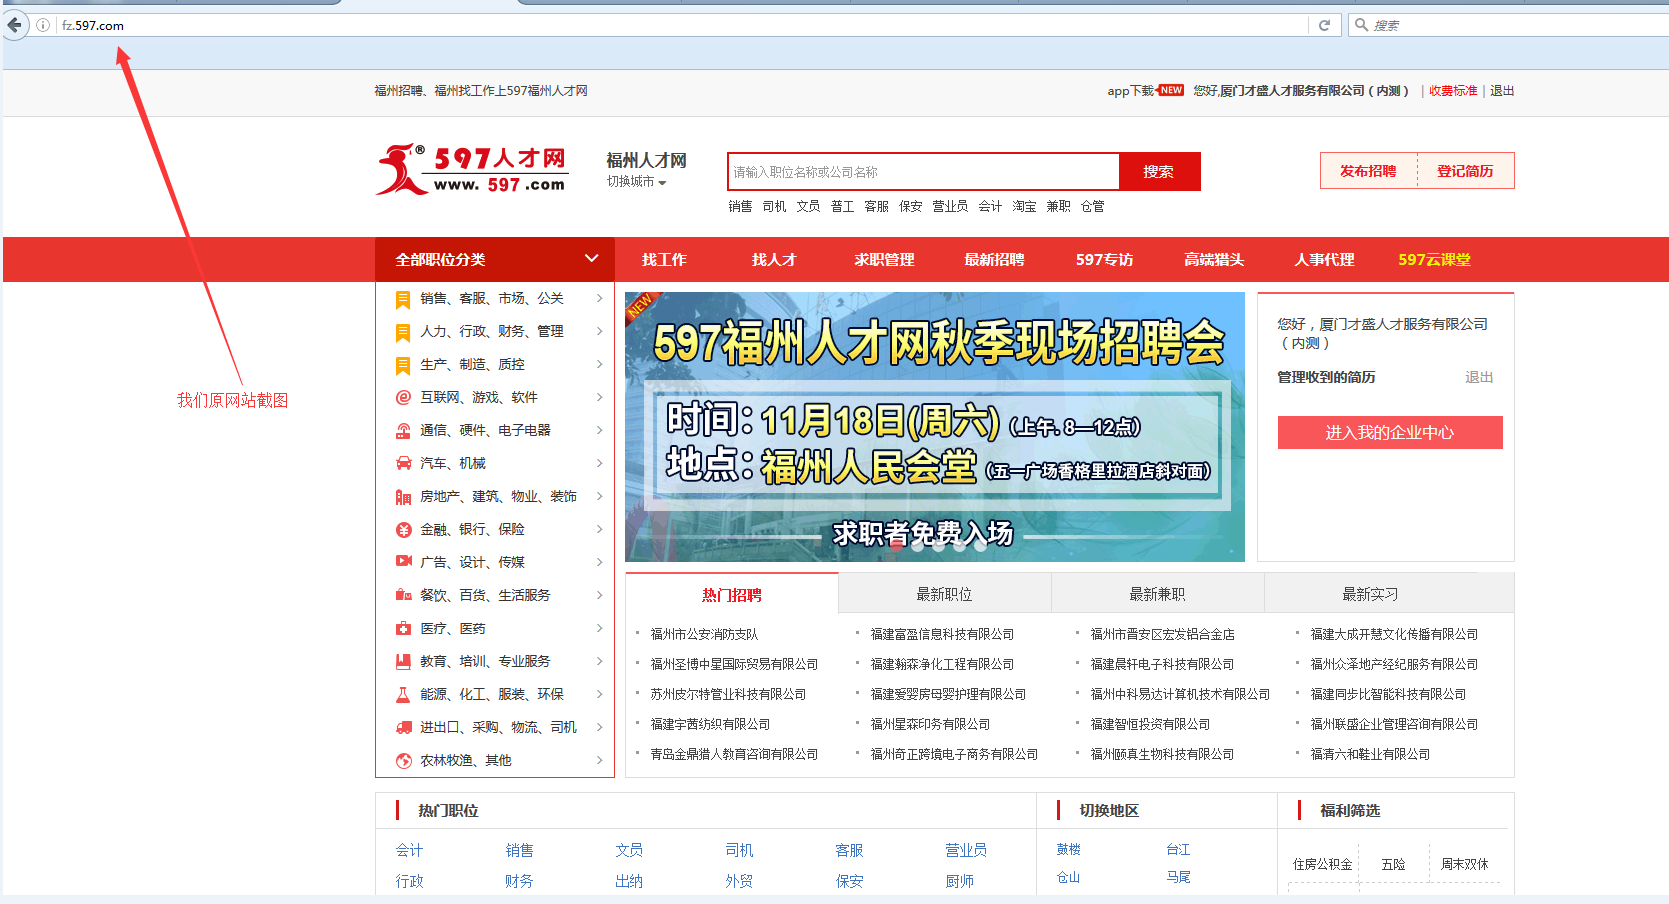 fz.597.com
搜索
福州招聘、福州找工作上597福州人才网
app下载 NEW 您好,厦门才盛人才服务有限公司（内测） | 收费标准 | 退出
597人才网
www. 597 .com
福州人才网
切换城市
请输入职位名称或公司名称
搜索
发布招聘 登记简历
销售 司机 文员 普工 客服 保安 营业员 会计 淘宝 兼职 仓管
全部职位分类 找工作 找人才 求职管理 最新招聘 597专访 高端猎头 人事代理 597云课堂
我们原网站截图
销售、客服、市场、公关
人力、行政、财务、管理
生产、制造、质控
互联网、游戏、软件
通信、硬件、电子电器
汽车、机械
房地产、建筑、物业、装饰
金融、银行、保险
广告、设计、传媒
餐饮、百货、生活服务
医疗、医药
教育、培训、专业服务
能源、化工、服装、环保
进出口、采购、物流、司机
农林牧渔、其他
NEW
597福州人才网秋季现场招聘会
时间：11月18日(周六)（上午. 8—12点）
地点：福州人民会堂（五一广场香格里拉酒店斜对面）
求职者免费入场
您好，厦门才盛人才服务有限公司
（内测）
管理收到的简历 退出
进入我的企业中心
热门招聘 最新职位 最新兼职 最新实习
福州市公安消防支队 福建富盈信息科技有限公司 福州市晋安区宏发铝合金店 福建大成开慧文化传播有限公司
福州圣博中星国际贸易有限公司 福建瀚森净化工程有限公司 福建晨轩电子科技有限公司 福州众泽地产经纪服务有限公司
苏州皮尔特管业科技有限公司 福建爱婴房母婴护理有限公司 福州中科易达计算机技术有限公司 福建同步比智能科技有限公司
福建宇茜纺织有限公司 福州星森印务有限公司 福建智恒投资有限公司 福州联盛企业管理咨询有限公司
青岛金鼎猎人教育咨询有限公司 福州奇正跨境电子商务有限公司 福州颐真生物科技有限公司 福清六和鞋业有限公司
热门职位 切换地区 福利筛选
会计 销售 文员 司机 客服 营业员
行政 财务 出纳 外贸 保安 厨师
鼓楼 台江
仓山 马尾
住房公积金 五险 周末双休